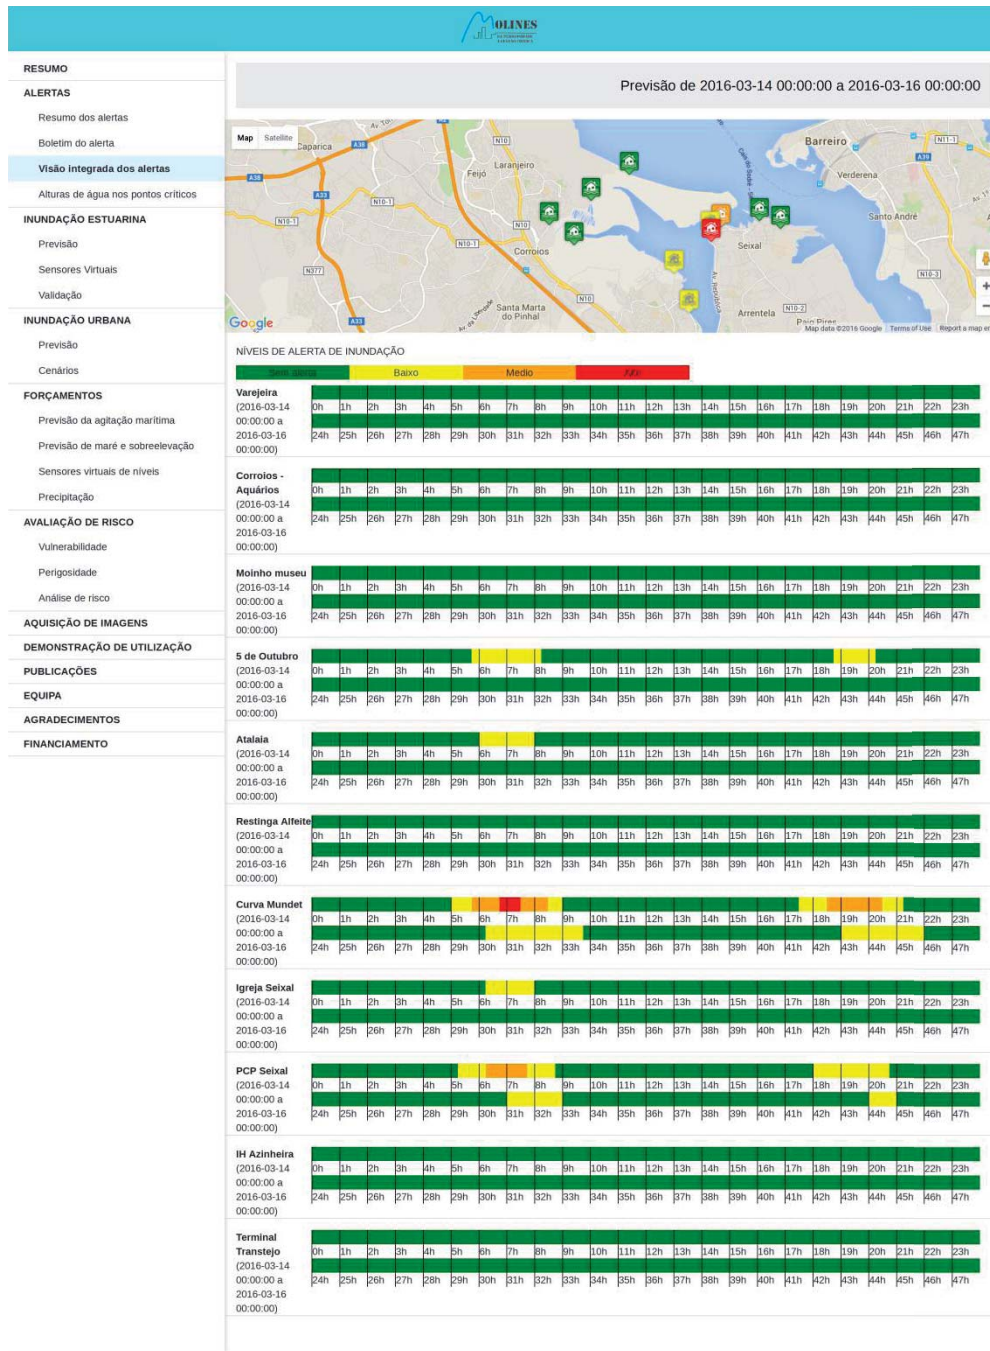 MOLINES
RESUMO
ALERTAS
Resumo dos alertas
Boletim do alerta
Visão integrada dos alertas
Alturas de água nos pontos críticos
INUNDAÇÃO ESTUARINA
Previsão
Sensores Virtuais
Validação
INUNDAÇÃO URBANA
Previsão
Cenários
FORÇAMENTOS
Previsão da agitação marítima
Previsão de maré e sobreelevação
Sensores virtuais de níveis
Precipitação
AVALIAÇÃO DE RISCO
Vulnerabilidade
Perigosidade
Análise de risco
AQUISIÇÃO DE IMAGENS
DEMONSTRAÇÃO DE UTILIZAÇÃO
PUBLICAÇÕES
EQUIPA
AGRADECIMENTOS
FINANCIAMENTO
Previsão de 2016-03-14 00:00:00 a 2016-03-16 00:00:00
Map Satellite
Caparica
A38
A38
A33
N10-1
N10-1
N377
A33
N10
Laranjeiro
Feijó
N10
N10-1
Corroios
Santa Marta
do Pinhal
N10
Av. República
Seixal
Arrentela
N10-2
Paio Pires
Barreiro
N11-1
A39
Verderena
Santo André
N10-3
Google
Map data ©2016 Google Terms of Use Report a map er
NÍVEIS DE ALERTA DE INUNDAÇÃO
Sem alerta Baixo Medio Alto
Varejeira
(2016-03-14 0h 1h 2h 3h 4h 5h 6h 7h 8h 9h 10h 11h 12h 13h 14h 15h 16h 17h 18h 19h 20h 21h 22h 23h
00:00:00 a
2016-03-16 24h 25h 26h 27h 28h 29h 30h 31h 32h 33h 34h 35h 36h 37h 38h 39h 40h 41h 42h 43h 44h 45h 46h 47h
00:00:00)
Corroios -
Aquários 0h 1h 2h 3h 4h 5h 6h 7h 8h 9h 10h 11h 12h 13h 14h 15h 16h 17h 18h 19h 20h 21h 22h 23h
(2016-03-14
00:00:00 a 24h 25h 26h 27h 28h 29h 30h 31h 32h 33h 34h 35h 36h 37h 38h 39h 40h 41h 42h 43h 44h 45h 46h 47h
2016-03-16
00:00:00)
Moinho museu
(2016-03-14 0h 1h 2h 3h 4h 5h 6h 7h 8h 9h 10h 11h 12h 13h 14h 15h 16h 17h 18h 19h 20h 21h 22h 23h
00:00:00 a
2016-03-16 24h 25h 26h 27h 28h 29h 30h 31h 32h 33h 34h 35h 36h 37h 38h 39h 40h 41h 42h 43h 44h 45h 46h 47h
00:00:00)
5 de Outubro
(2016-03-14 0h 1h 2h 3h 4h 5h 6h 7h 8h 9h 10h 11h 12h 13h 14h 15h 16h 17h 18h 19h 20h 21h 22h 23h
00:00:00 a
2016-03-16 24h 25h 26h 27h 28h 29h 30h 31h 32h 33h 34h 35h 36h 37h 38h 39h 40h 41h 42h 43h 44h 45h 46h 47h
00:00:00)
Atalaia
(2016-03-14 0h 1h 2h 3h 4h 5h 6h 7h 8h 9h 10h 11h 12h 13h 14h 15h 16h 17h 18h 19h 20h 21h 22h 23h
00:00:00 a
2016-03-16 24h 25h 26h 27h 28h 29h 30h 31h 32h 33h 34h 35h 36h 37h 38h 39h 40h 41h 42h 43h 44h 45h 46h 47h
00:00:00)
Restinga Alfeite
(2016-03-14 0h 1h 2h 3h 4h 5h 6h 7h 8h 9h 10h 11h 12h 13h 14h 15h 16h 17h 18h 19h 20h 21h 22h 23h
00:00:00 a
2016-03-16 24h 25h 26h 27h 28h 29h 30h 31h 32h 33h 34h 35h 36h 37h 38h 39h 40h 41h 42h 43h 44h 45h 46h 47h
00:00:00)
Curva Mundet
(2016-03-14 0h 1h 2h 3h 4h 5h 6h 7h 8h 9h 10h 11h 12h 13h 14h 15h 16h 17h 18h 19h 20h 21h 22h 23h
00:00:00 a
2016-03-16 24h 25h 26h 27h 28h 29h 30h 31h 32h 33h 34h 35h 36h 37h 38h 39h 40h 41h 42h 43h 44h 45h 46h 47h
00:00:00)
Igreja Seixal
(2016-03-14 0h 1h 2h 3h 4h 5h 6h 7h 8h 9h 10h 11h 12h 13h 14h 15h 16h 17h 18h 19h 20h 21h 22h 23h
00:00:00 a
2016-03-16 24h 25h 26h 27h 28h 29h 30h 31h 32h 33h 34h 35h 36h 37h 38h 39h 40h 41h 42h 43h 44h 45h 46h 47h
00:00:00)
PCP Seixal
(2016-03-14 0h 1h 2h 3h 4h 5h 6h 7h 8h 9h 10h 11h 12h 13h 14h 15h 16h 17h 18h 19h 20h 21h 22h 23h
00:00:00 a
2016-03-16 24h 25h 26h 27h 28h 29h 30h 31h 32h 33h 34h 35h 36h 37h 38h 39h 40h 41h 42h 43h 44h 45h 46h 47h
00:00:00)
IH Azinheira
(2016-03-14 0h 1h 2h 3h 4h 5h 6h 7h 8h 9h 10h 11h 12h 13h 14h 15h 16h 17h 18h 19h 20h 21h 22h 23h
00:00:00 a
2016-03-16 24h 25h 26h 27h 28h 29h 30h 31h 32h 33h 34h 35h 36h 37h 38h 39h 40h 41h 42h 43h 44h 45h 46h 47h
00:00:00)
Terminal
Transtejo 0h 1h 2h 3h 4h 5h 6h 7h 8h 9h 10h 11h 12h 13h 14h 15h 16h 17h 18h 19h 20h 21h 22h 23h
(2016-03-14
00:00:00 a 24h 25h 26h 27h 28h 29h 30h 31h 32h 33h 34h 35h 36h 37h 38h 39h 40h 41h 42h 43h 44h 45h 46h 47h
2016-03-16
00:00:00)